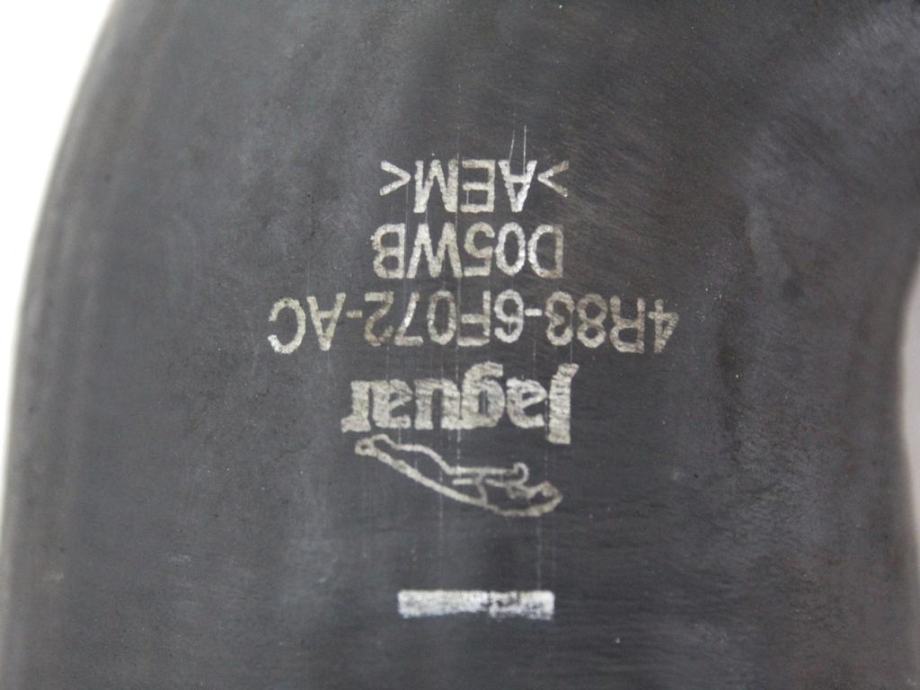 Jaguar
4R83-6F072-AC
D05WB
>AEM<